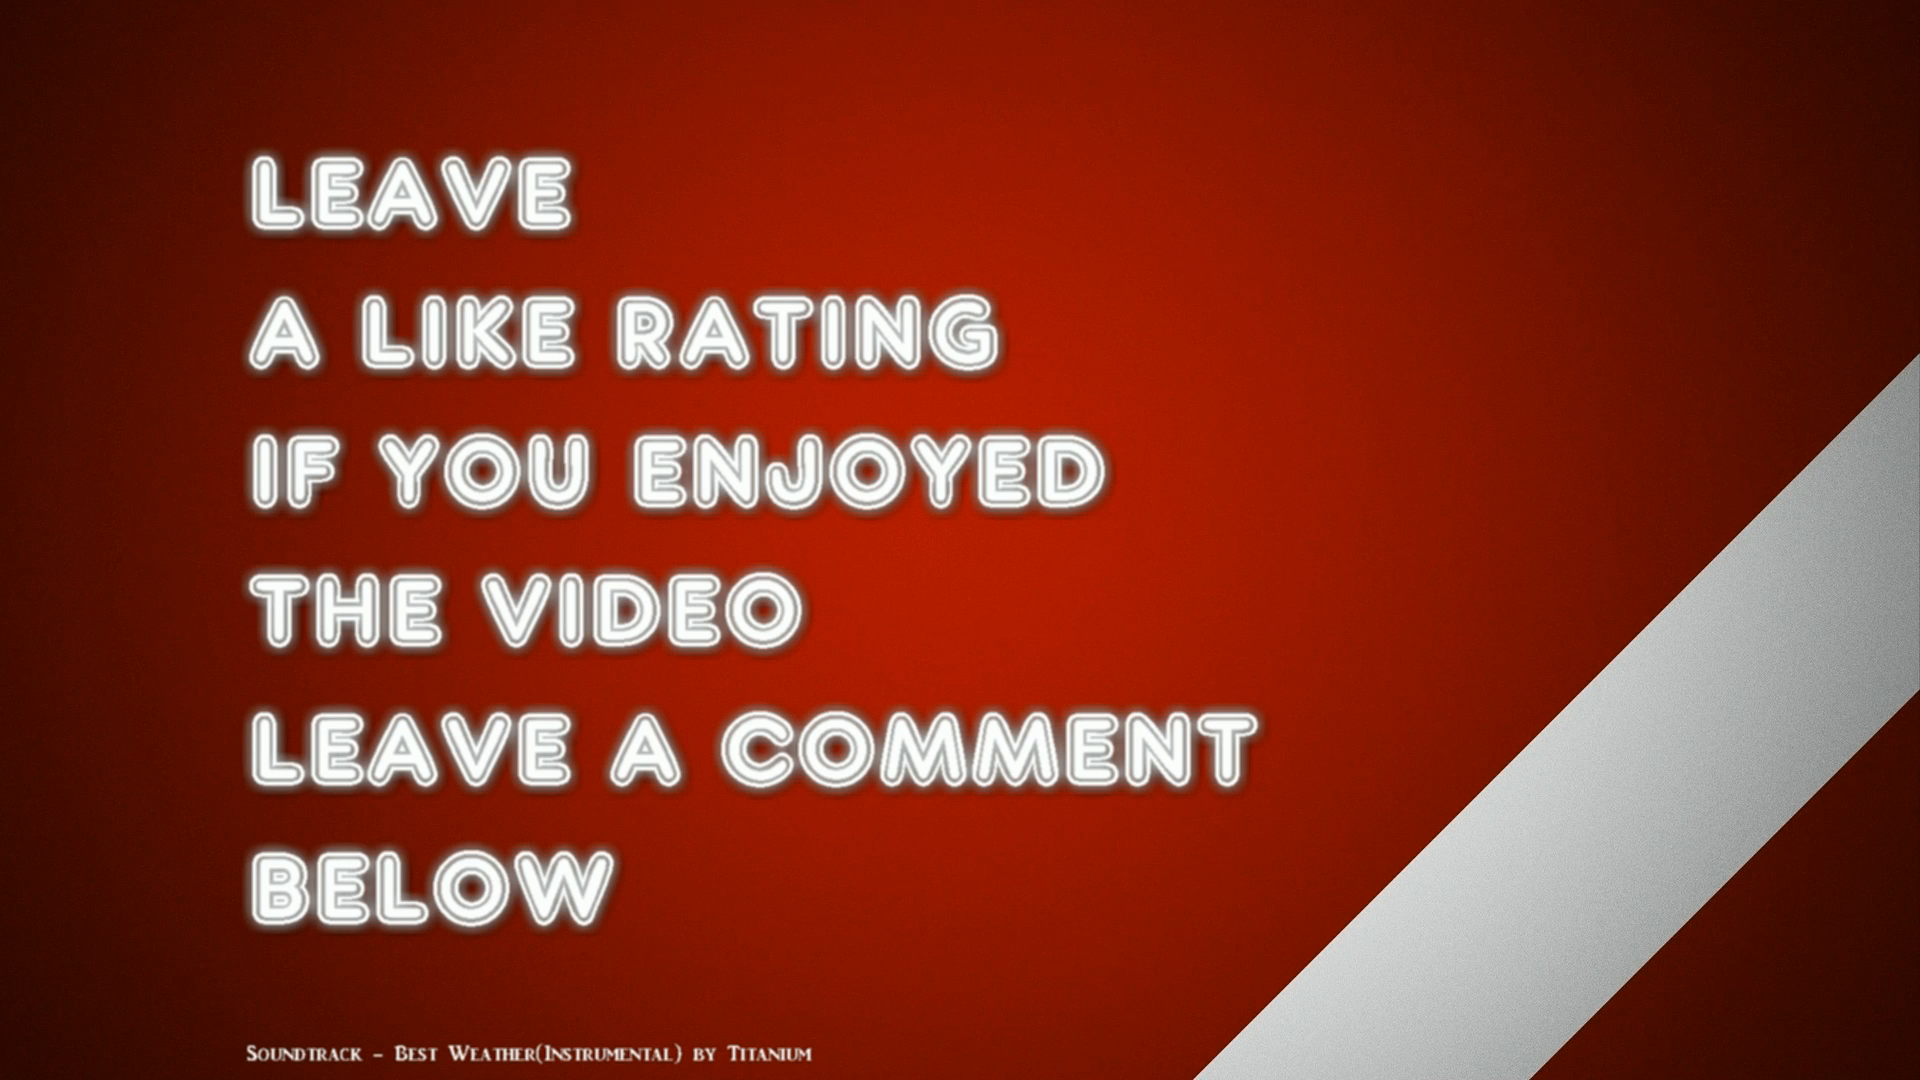 LEAVE
A LIKE RATING
IF YOU ENJOYED
THE VIDEO
LEAVE A COMMENT
BELOW
Soundtrack - Best Weather(Instrumental) by Titanium